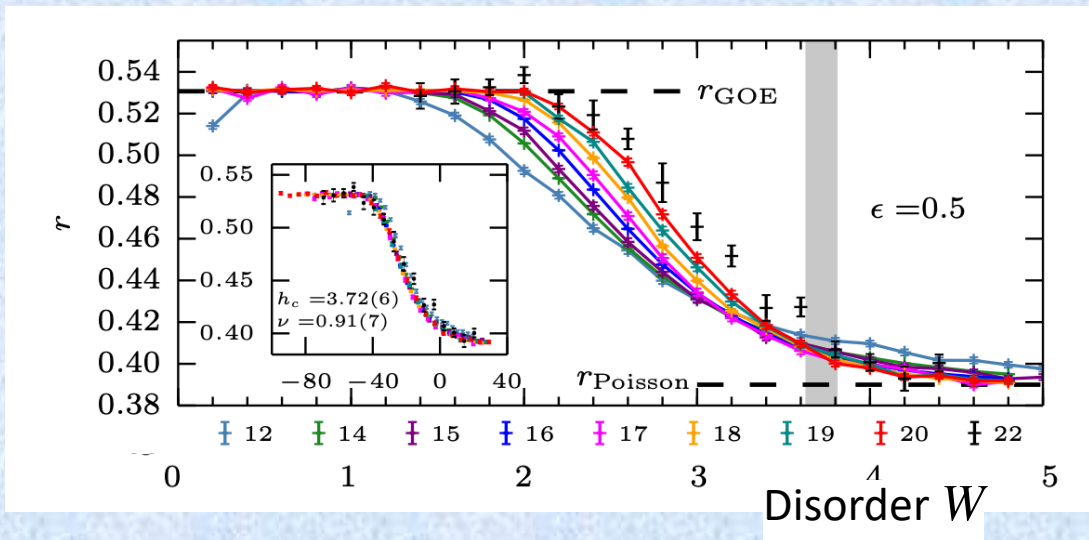 0.54
0.52
0.50
0.48
0.46
0.44
0.42
0.40
0.38
r
r_GOE
ϵ =0.5
r_Poisson
0.55
0.50
0.45
0.40
h_c =3.72(6)
ν =0.91(7)
−80 −40 0 40
12 14 15 16 17 18 19 20 22
0 1 2 3 4 5
Disorder W